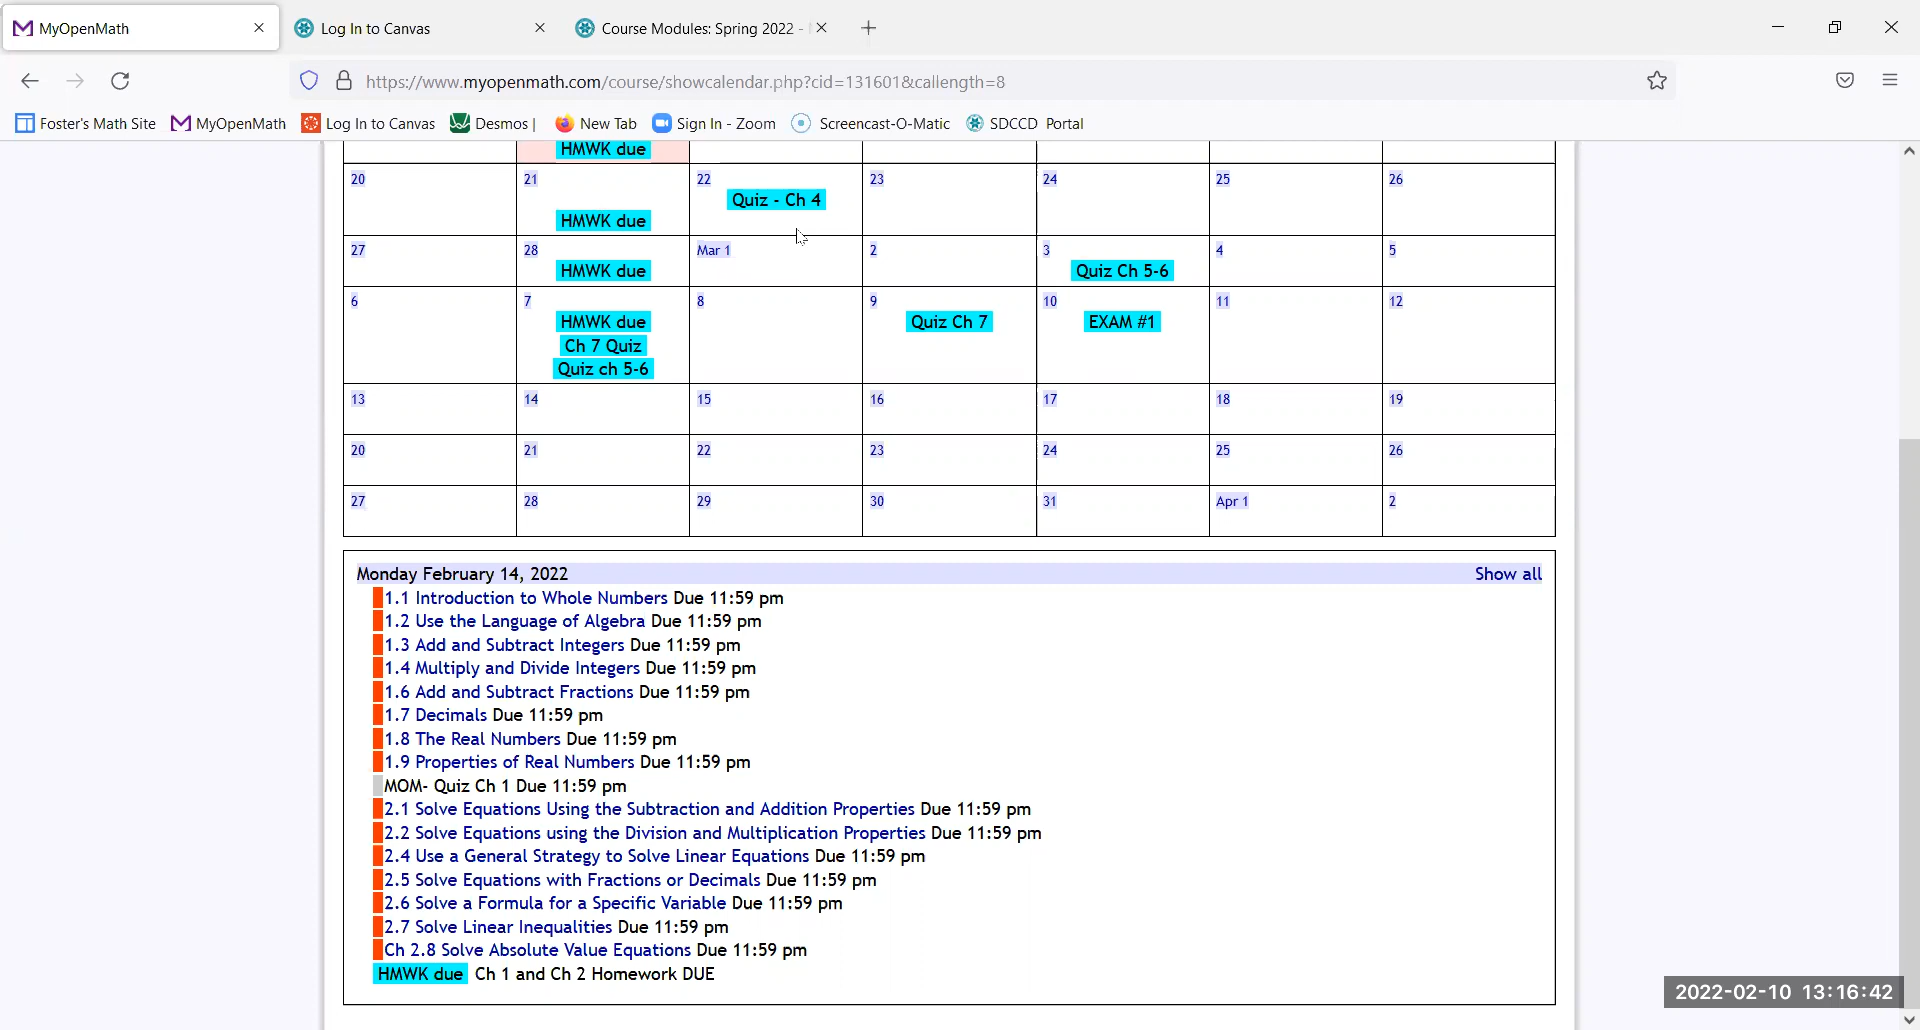 MyOpenMath
Log In to Canvas
Course Modules: Spring 2022 -
https://www.myopenmath.com/course/showcalendar.php?cid=131601&callength=8
Foster's Math Site MyOpenMath Log In to Canvas Desmos | New Tab Sign In - Zoom Screencast-O-Matic SDCCD Portal
HMWK due
20 21 22 23 24 25 26
Quiz - Ch 4
HMWK due
27 28 Mar 1 2 3 4 5
HMWK due Quiz Ch 5-6
6 7 8 9 10 11 12
HMWK due Quiz Ch 7 EXAM #1
Ch 7 Quiz
Quiz ch 5-6
13 14 15 16 17 18 19
20 21 22 23 24 25 26
27 28 29 30 31 Apr 1 2
Monday February 14, 2022 Show all
1.1 Introduction to Whole Numbers Due 11:59 pm
1.2 Use the Language of Algebra Due 11:59 pm
1.3 Add and Subtract Integers Due 11:59 pm
1.4 Multiply and Divide Integers Due 11:59 pm
1.6 Add and Subtract Fractions Due 11:59 pm
1.7 Decimals Due 11:59 pm
1.8 The Real Numbers Due 11:59 pm
1.9 Properties of Real Numbers Due 11:59 pm
MOM- Quiz Ch 1 Due 11:59 pm
2.1 Solve Equations Using the Subtraction and Addition Properties Due 11:59 pm
2.2 Solve Equations using the Division and Multiplication Properties Due 11:59 pm
2.4 Use a General Strategy to Solve Linear Equations Due 11:59 pm
2.5 Solve Equations with Fractions or Decimals Due 11:59 pm
2.6 Solve a Formula for a Specific Variable Due 11:59 pm
2.7 Solve Linear Inequalities Due 11:59 pm
Ch 2.8 Solve Absolute Value Equations Due 11:59 pm
HMWK due Ch 1 and Ch 2 Homework DUE
2022-02-10 13:16:42